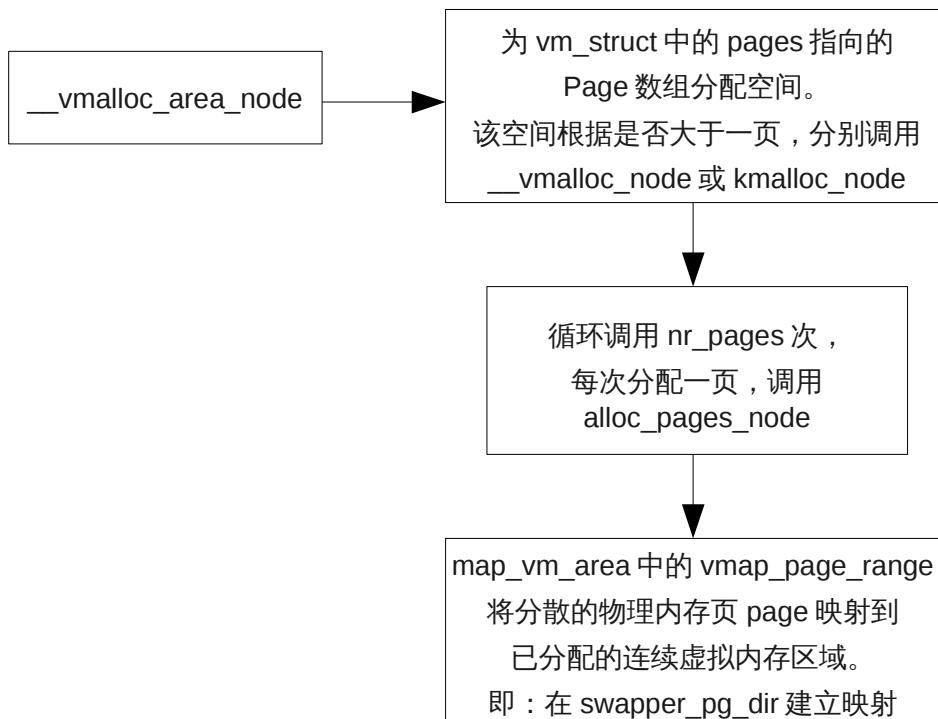 __vmalloc_area_node
为 vm_struct 中的 pages 指向的
Page 数组分配空间。
该空间根据是否大于一页，分别调用
__vmalloc_node 或 kmalloc_node
循环调用 nr_pages 次，
每次分配一页，调用
alloc_pages_node
map_vm_area 中的 vmap_page_range
将分散的物理内存页 page 映射到
已分配的连续虚拟内存区域。
即：在 swapper_pg_dir 建立映射